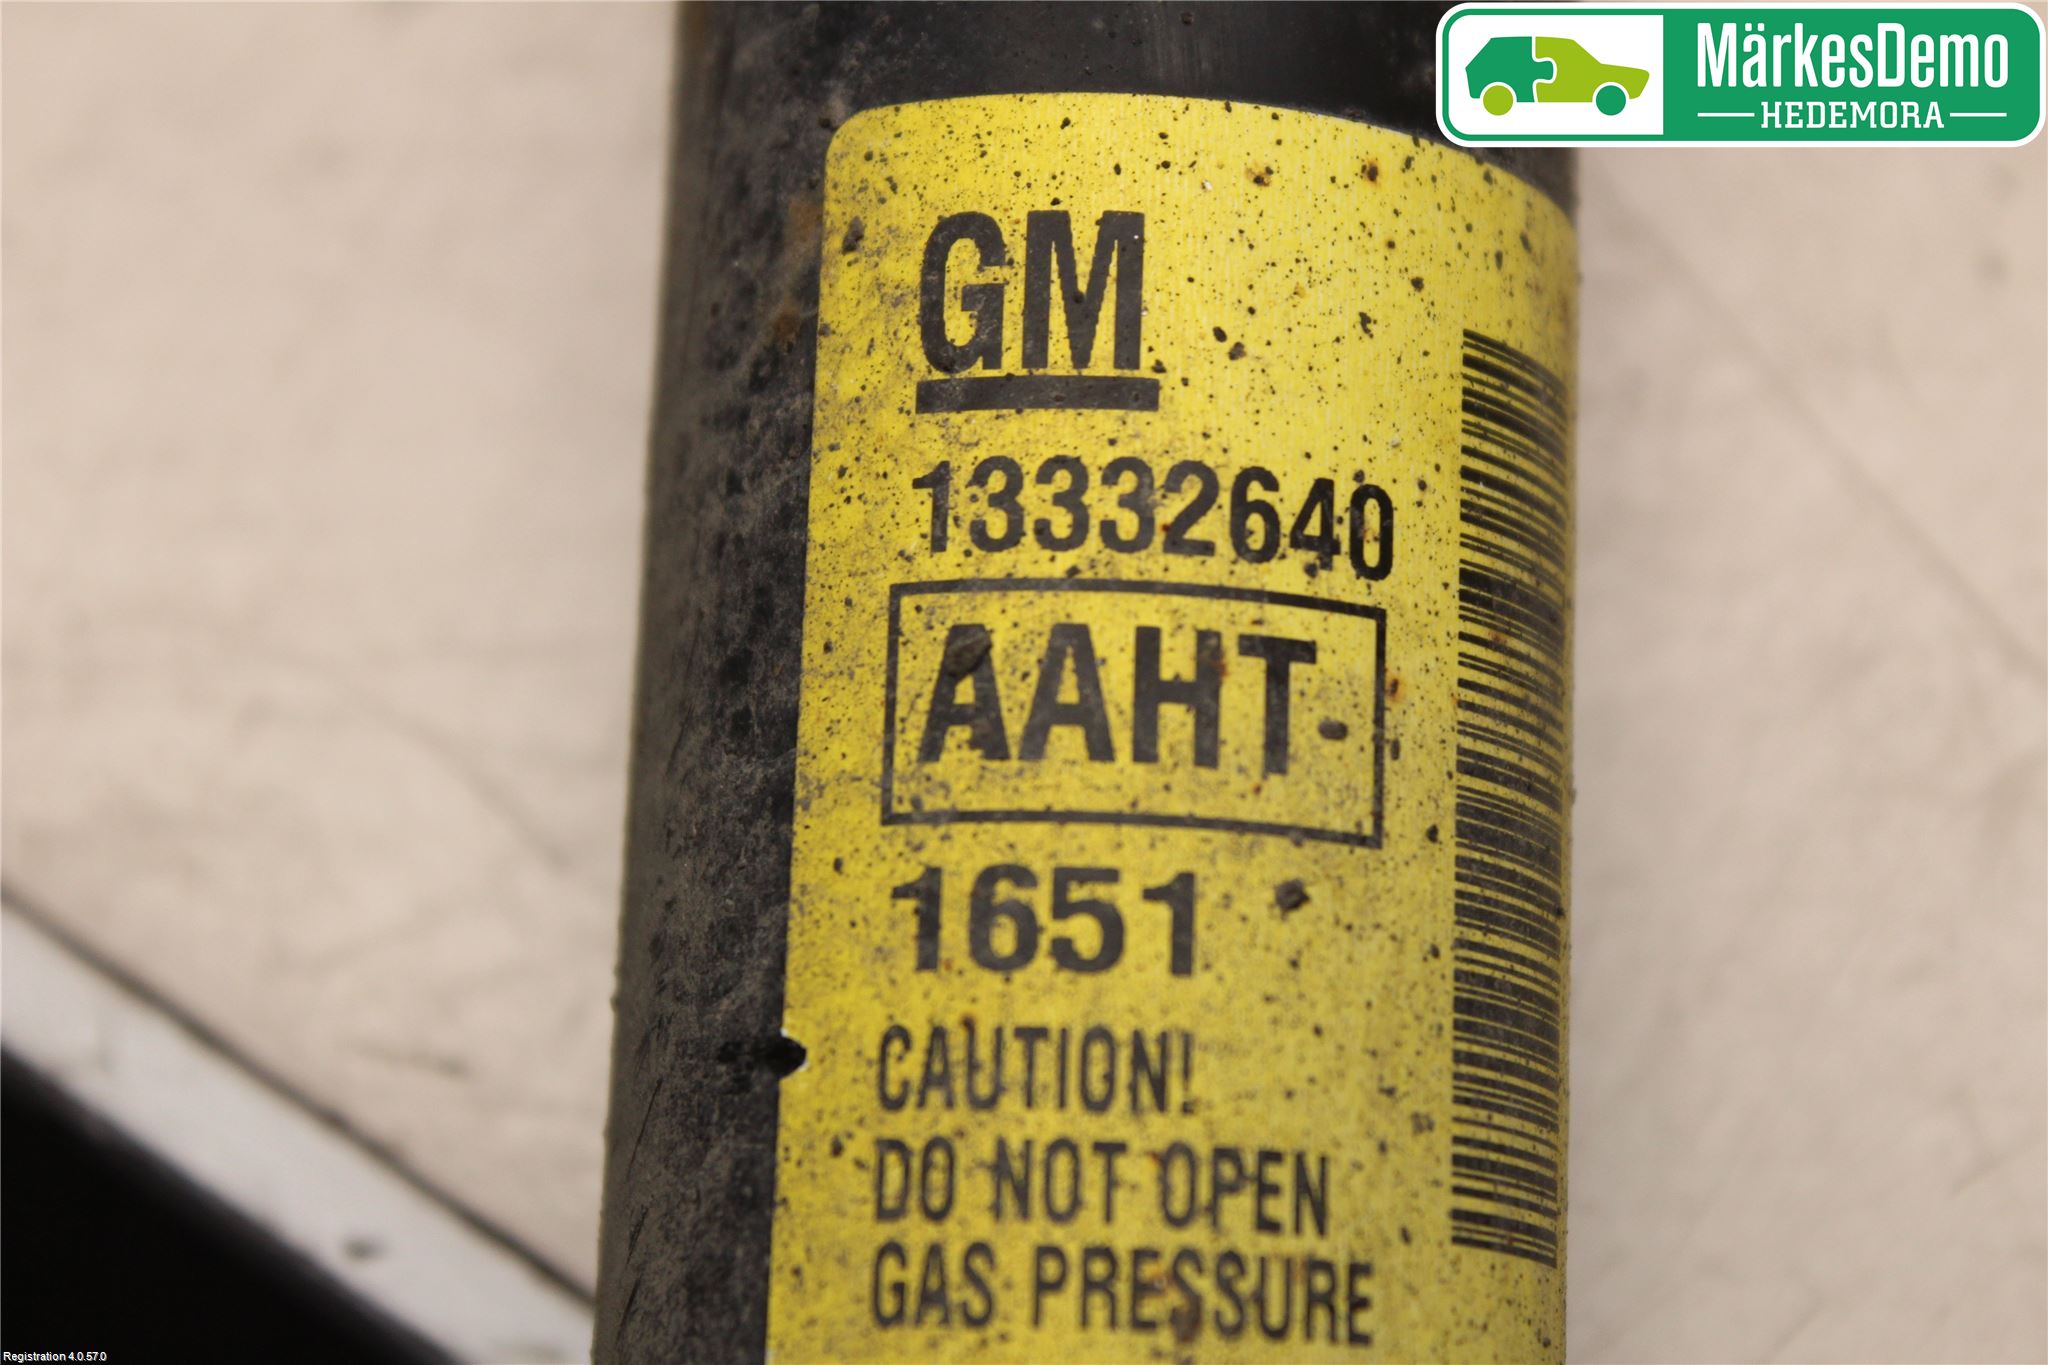 MärkesDemo
HEDEMORA
GM
13332640
AAHT
1651
CAUTION!
DO NOT OPEN
GAS PRESSURE
Registration 4.0.57.0